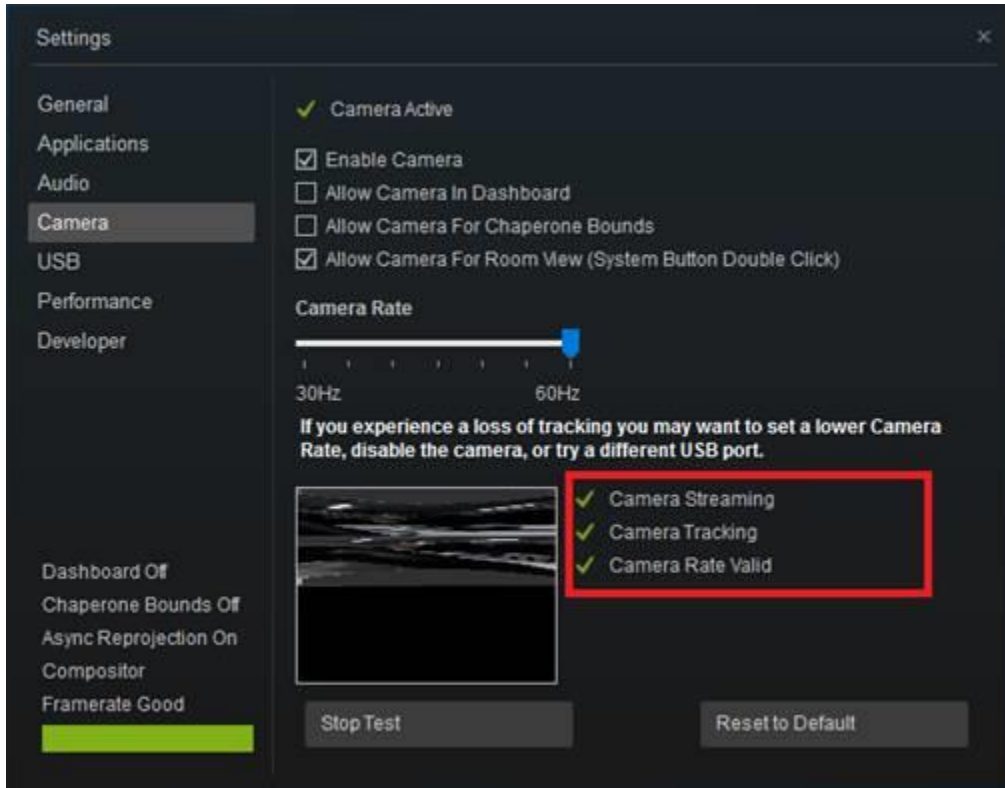 Settings
General
Applications
Audio
Camera
USB
Performance
Developer
Camera Active
Enable Camera
Allow Camera In Dashboard
Allow Camera For Chaperone Bounds
Allow Camera For Room View (System Button Double Click)
Camera Rate
30Hz 60Hz
If you experience a loss of tracking you may want to set a lower Camera
Rate, disable the camera, or try a different USB port.
Camera Streaming
Camera Tracking
Camera Rate Valid
Dashboard Off
Chaperone Bounds Off
Async Reprojection On
Compositor
Framerate Good
Stop Test
Reset to Default